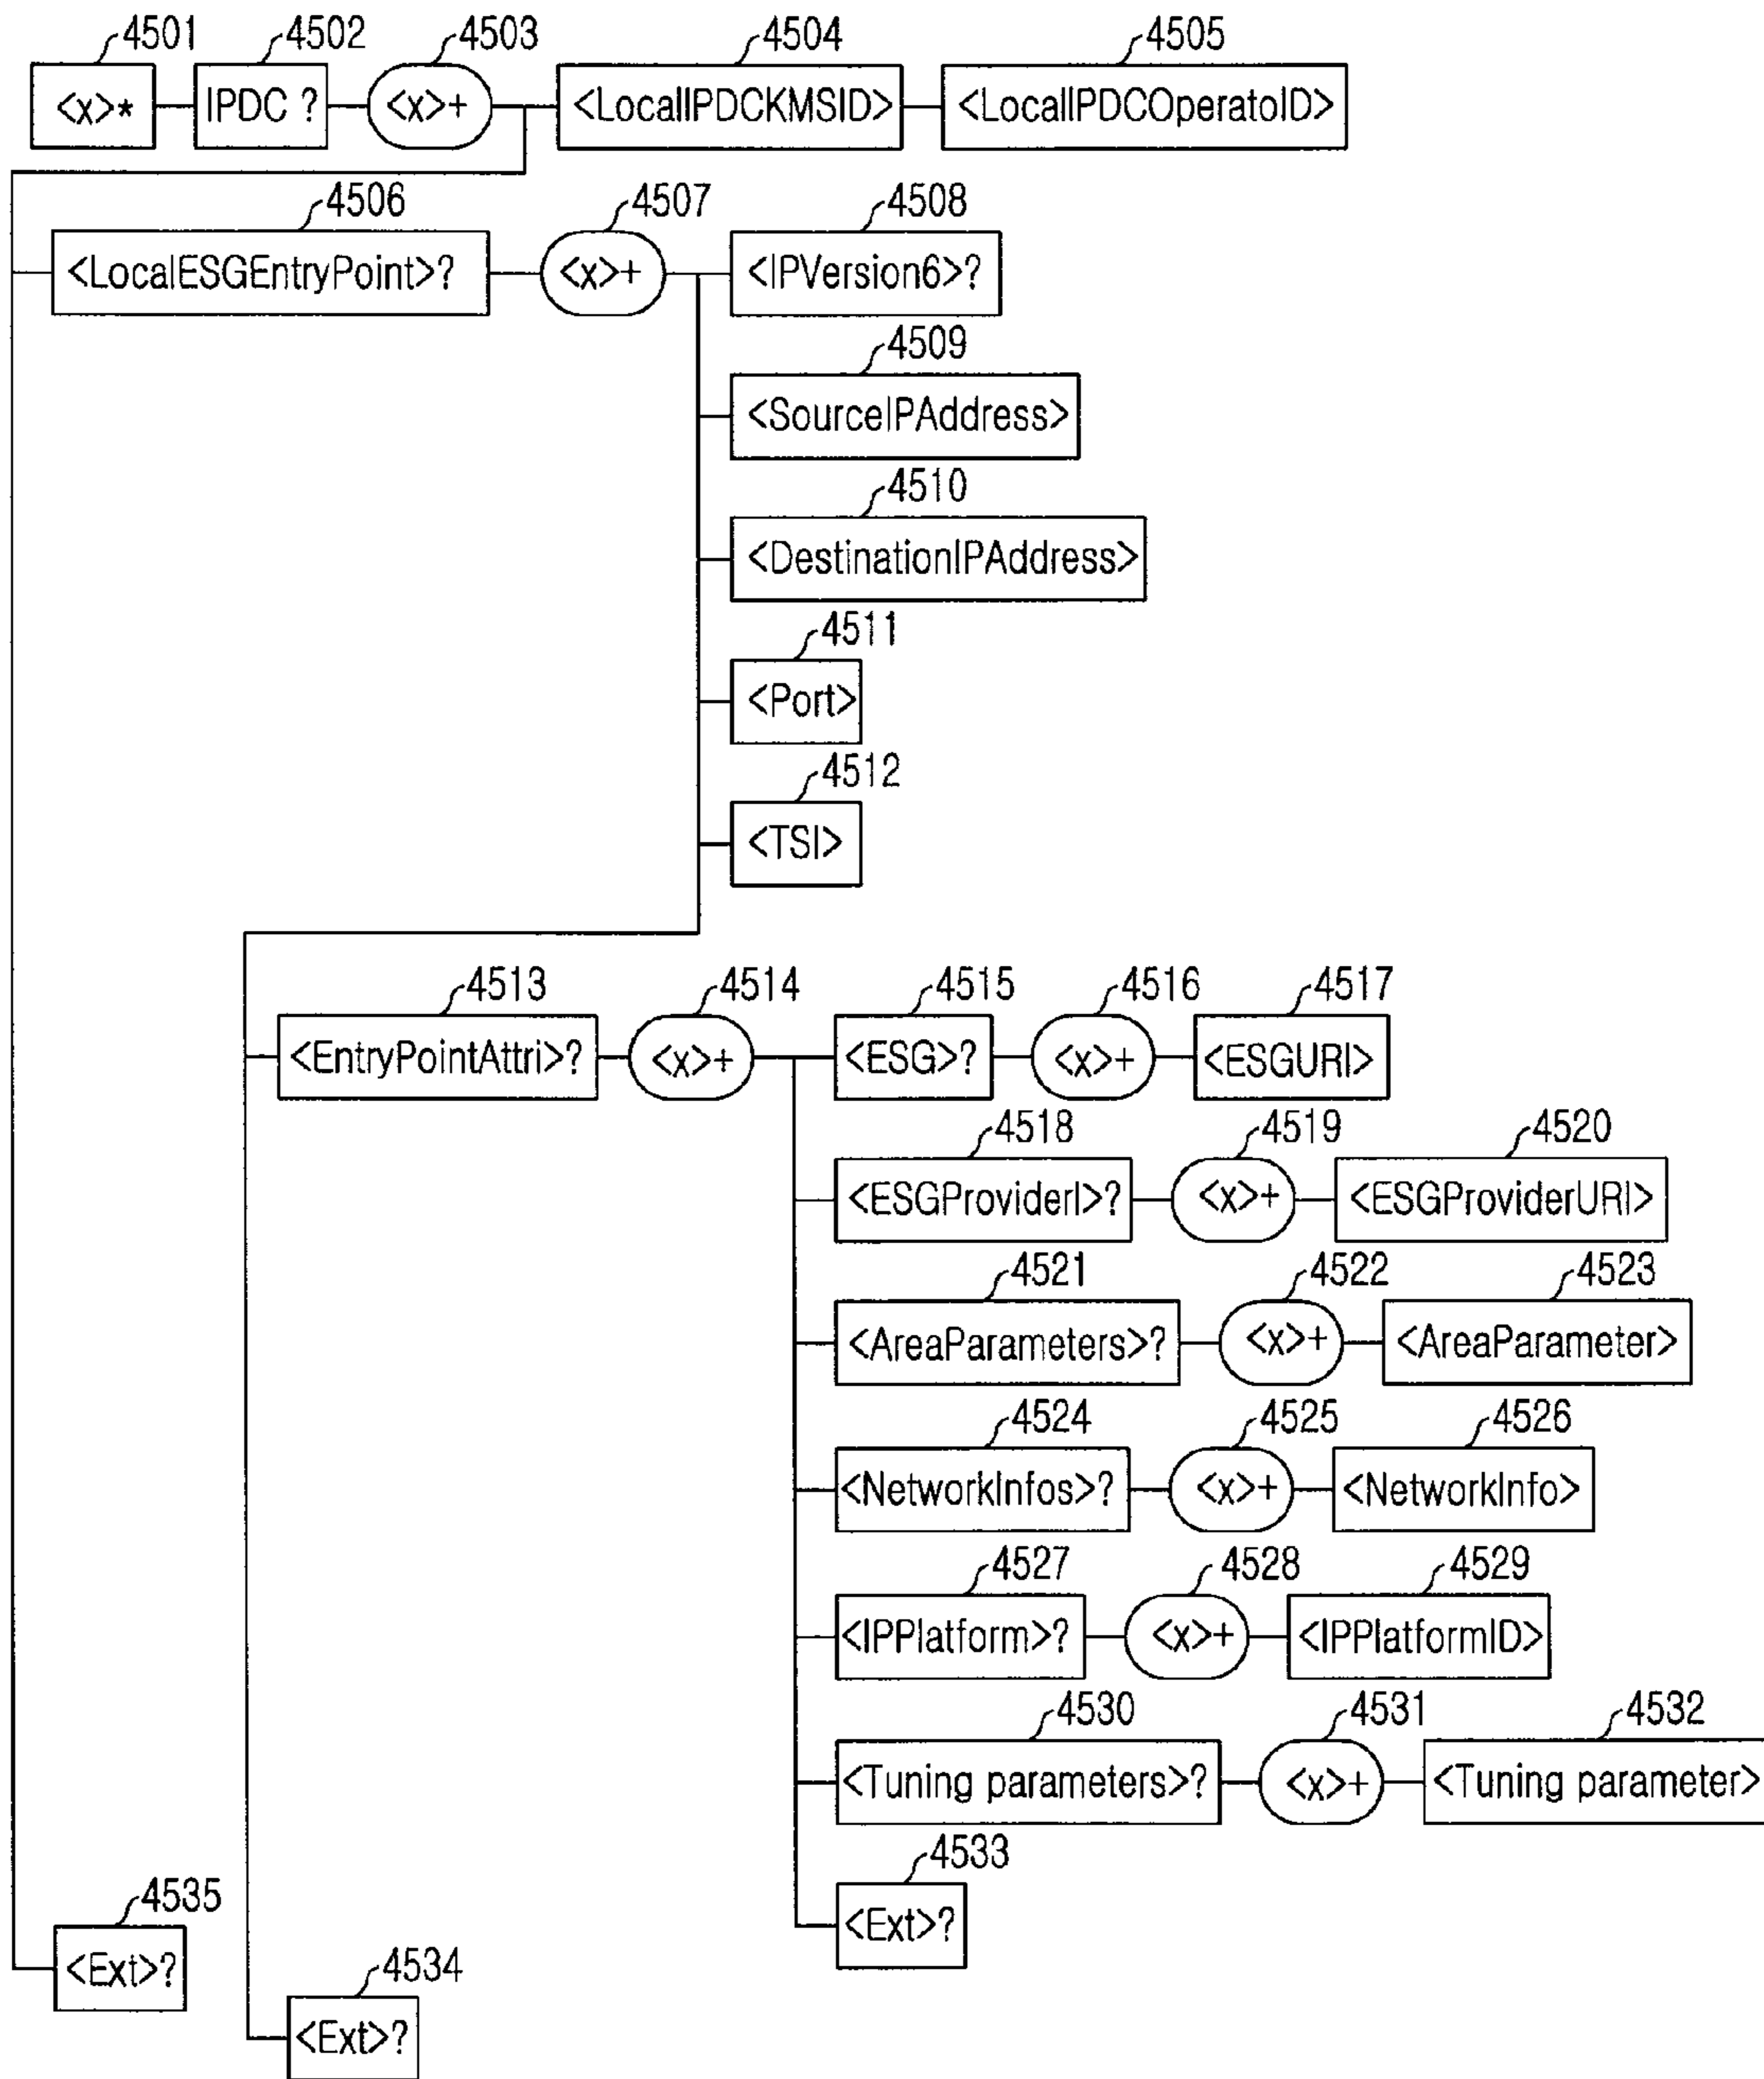 4501 4502 4503 4504 4505
<x>* IPDC ? <x>+ <LocalIPDCKMSID> <LocalIPDCOperatoID>
4506 4507 4508
<LocalESGEntryPoint>? <x>+ <IPVersion6>?
4509
<SourceIPAddress>
4510
<DestinationIPAddress>
4511
<Port>
4512
<TSI>
4513 4514 4515 4516 4517
<EntryPointAttri>? <x>+ <ESG>? <x>+ <ESGURI>
4518 4519 4520
<ESGProviderI>? <x>+ <ESGProviderURI>
4521 4522 4523
<AreaParameters>? <x>+ <AreaParameter>
4524 4525 4526
<NetworkInfos>? <x>+ <NetworkInfo>
4527 4528 4529
<IPPlatform>? <x>+ <IPPlatformID>
4530 4531 4532
<Tuning parameters>? <x>+ <Tuning parameter>
4533
<Ext>?
4535
<Ext>?
4534
<Ext>?